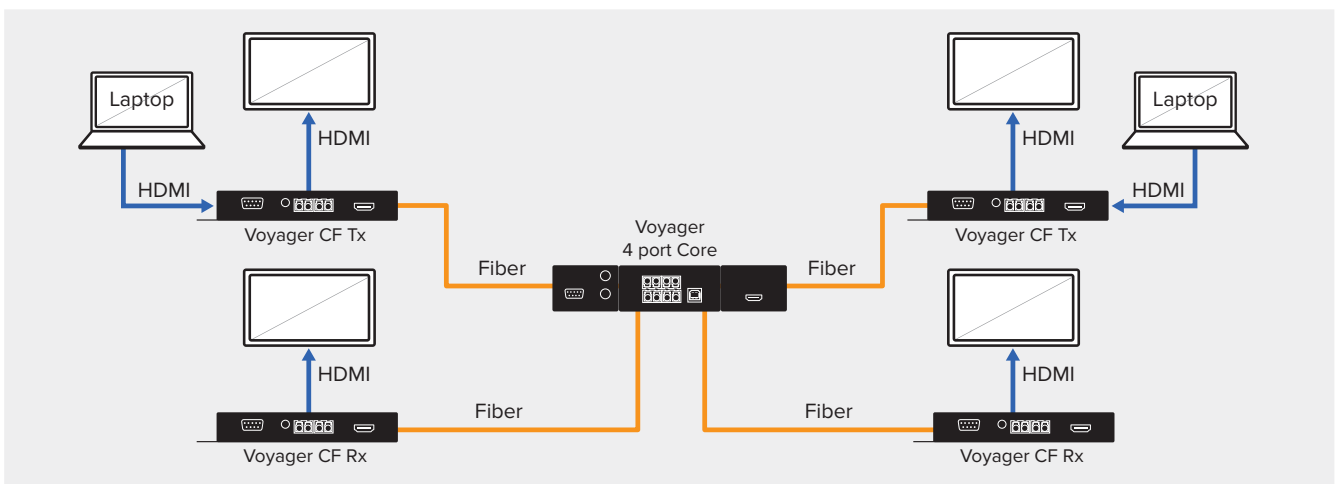 Laptop
HDMI
HDMI
Voyager CF Tx
Laptop
HDMI
HDMI
Voyager CF Tx
Voyager
4 port Core
Fiber
Fiber
HDMI
Fiber
Voyager CF Rx
HDMI
Fiber
Voyager CF Rx